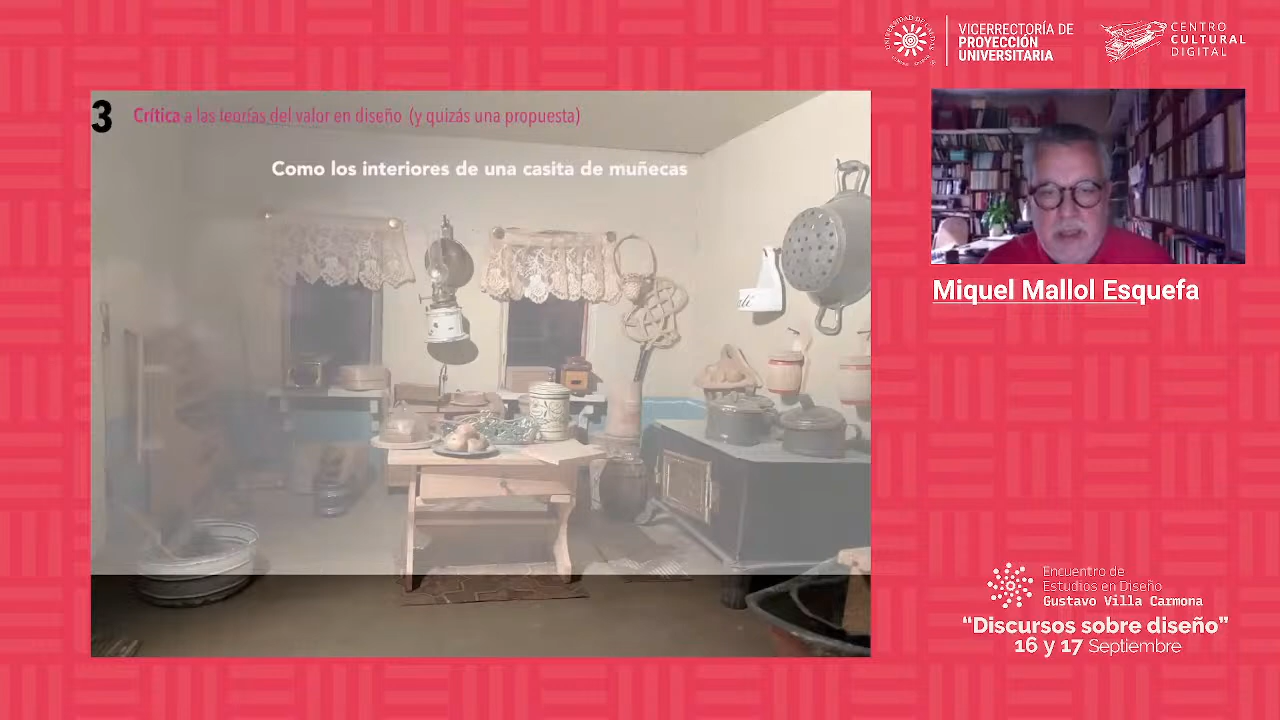 VICERRECTORÍA DE
PROYECCIÓN
UNIVERSITARIA
CENTRO
CULTURAL
DIGITAL
3 Crítica a las teorías del valor en diseño (y quizás una propuesta)
Como los interiores de una casita de muñecas
Miquel Mallol Esquefa
Encuentro de
Estudios en Diseño
Gustavo Villa Carmona
“Discursos sobre diseño”
16 y 17 Septiembre